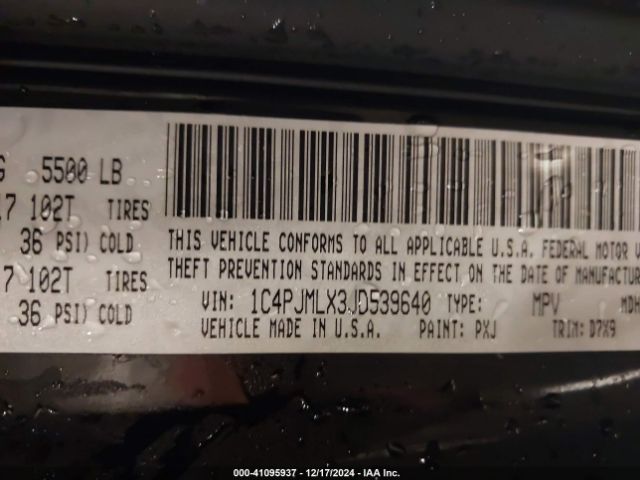 G 5500 LB
7 102T TIRES
36 PSI) COLD
7 102T TIRES
36 PSI) COLD
THIS VEHICLE CONFORMS TO ALL APPLICABLE U.S.A. FEDERAL MOTOR V
THEFT PREVENTION STANDARDS IN EFFECT ON THE DATE OF MANUFACTUR
VIN: 1C4PJMLX3JD539640 TYPE: MPV MDH
VEHICLE MADE IN U.S.A. PAINT: PXJ TRIM: D7X9
000-41095937 - 12/17/2024 - IAA Inc.